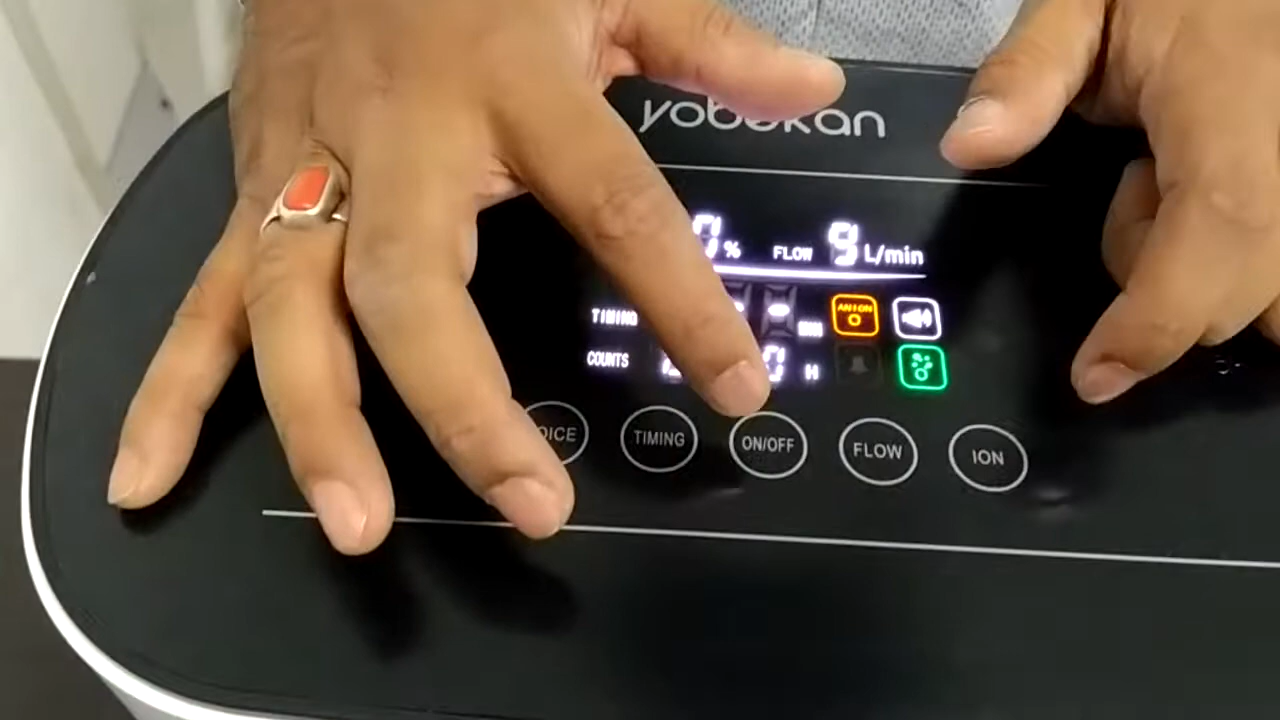 yobekan
% FLOW 9 L/min
TIMING
ANION
COUNTS H
TIMING ON/OFF FLOW ION